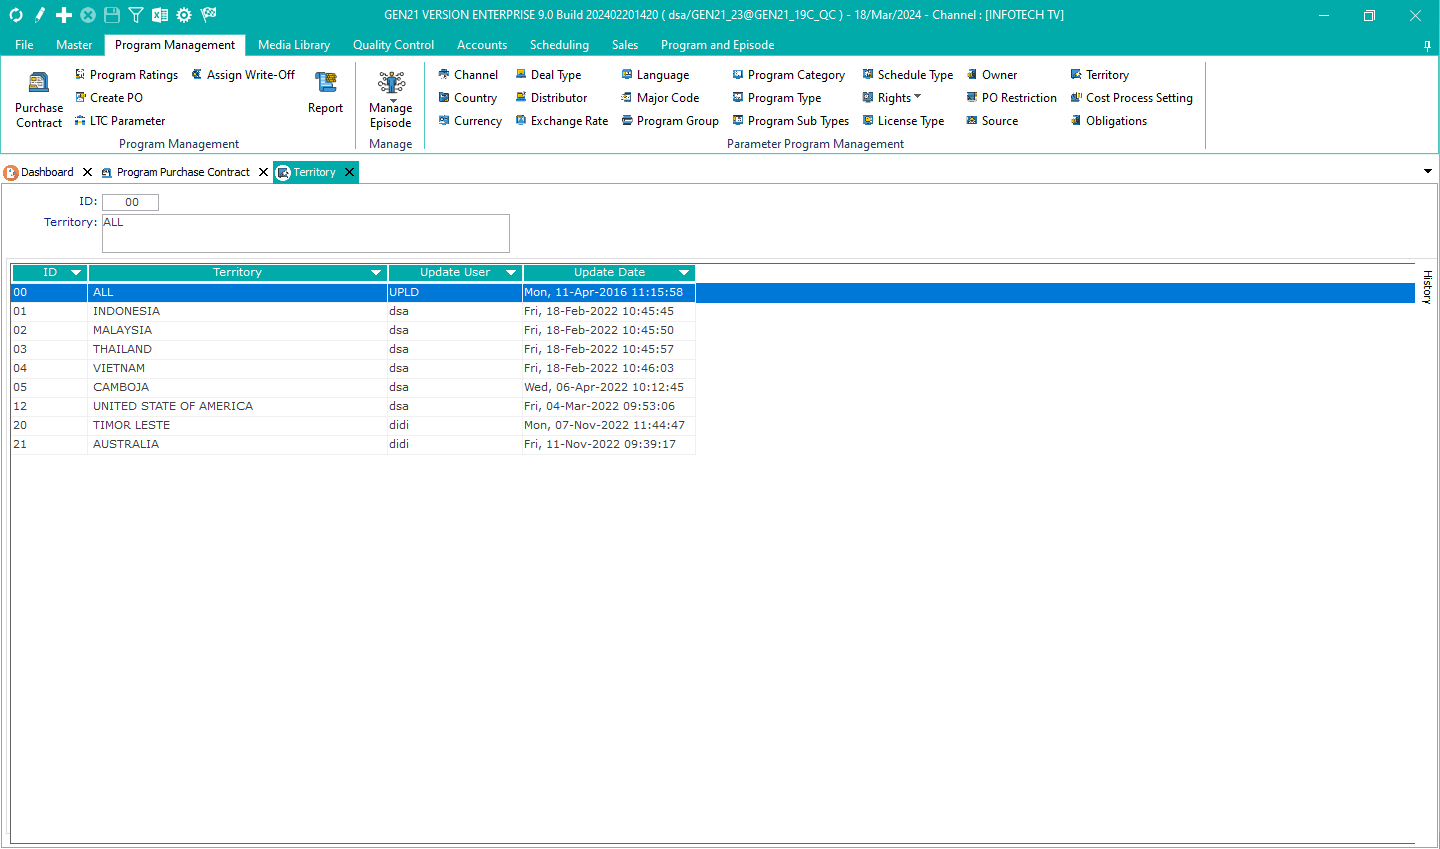 GEN21 VERSION ENTERPRISE 9.0 Build 202402201420 ( dsa/GEN21_23@GEN21_19C_QC ) - 18/Mar/2024 - Channel : [INFOTECH TV]
File Master Program Management Media Library Quality Control Accounts Scheduling Sales Program and Episode
Purchase Contract
Program Ratings
Assign Write-Off
Create PO
LTC Parameter
Report
Program Management
Manage Episode
Manage
Channel Deal Type Language Program Category Schedule Type Owner Territory
Country Distributor Major Code Program Type Rights PO Restriction Cost Process Setting
Currency Exchange Rate Program Group Program Sub Types License Type Source Obligations
Parameter Program Management
Dashboard Program Purchase Contract Territory
ID: 00
Territory: ALL
ID Territory Update User Update Date
00 ALL UPLD Mon, 11-Apr-2016 11:15:58
01 INDONESIA dsa Fri, 18-Feb-2022 10:45:45
02 MALAYSIA dsa Fri, 18-Feb-2022 10:45:50
03 THAILAND dsa Fri, 18-Feb-2022 10:45:57
04 VIETNAM dsa Fri, 18-Feb-2022 10:46:03
05 CAMBOJA dsa Wed, 06-Apr-2022 10:12:45
12 UNITED STATE OF AMERICA dsa Fri, 04-Mar-2022 09:53:06
20 TIMOR LESTE didi Mon, 07-Nov-2022 11:44:47
21 AUSTRALIA didi Fri, 11-Nov-2022 09:39:17
History